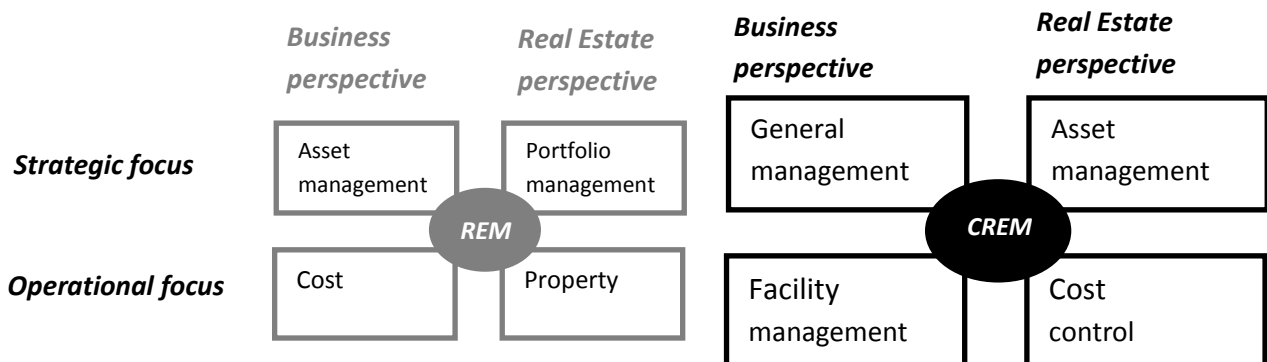 Business
perspective
Real Estate
perspective
Business
perspective
Real Estate
perspective
Strategic focus
Asset
management
Portfolio
management
General
management
Asset
management
REM
CREM
Operational focus
Cost
Property
Facility
management
Cost
control